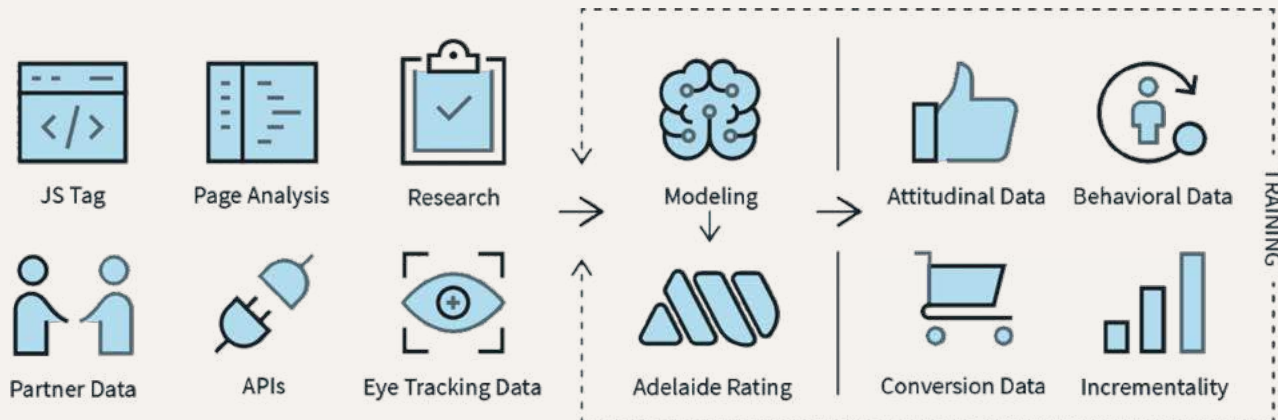 JS Tag
Page Analysis
Research
Modeling
Attitudinal Data
Behavioral Data
TRAINING
Partner Data
APIs
Eye Tracking Data
Adelaide Rating
Conversion Data
Incrementality